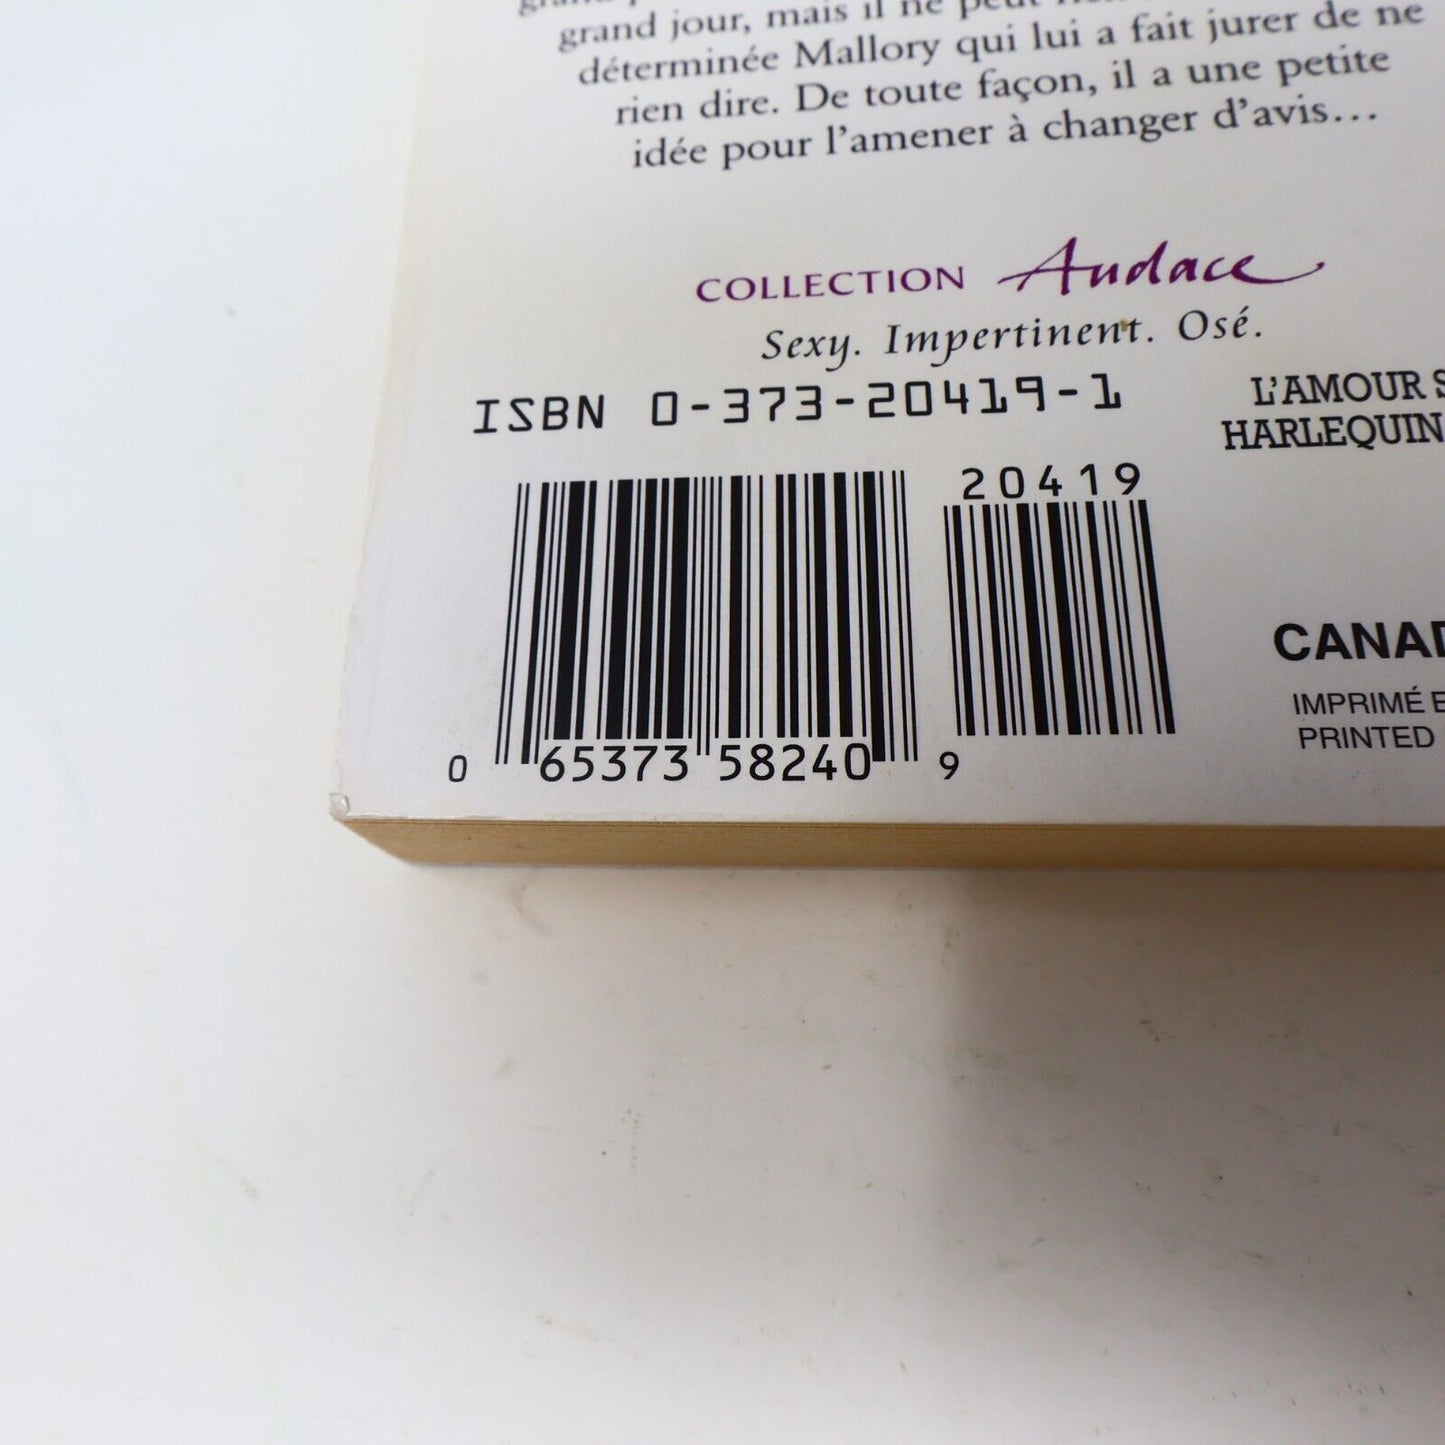 grand jour, mais il ne peut
déterminée Mallory qui lui a fait jurer de ne
rien dire. De toute façon, il a une petite
idée pour l'amener à changer d'avis…
COLLECTION Audace
Sexy. Impertinent. Osé.
ISBN 0-373-20419-1
L'AMOUR S
HARLEQUIN
20419
0 65373 58240 9
CANAD
IMPRIMÉ E
PRINTED